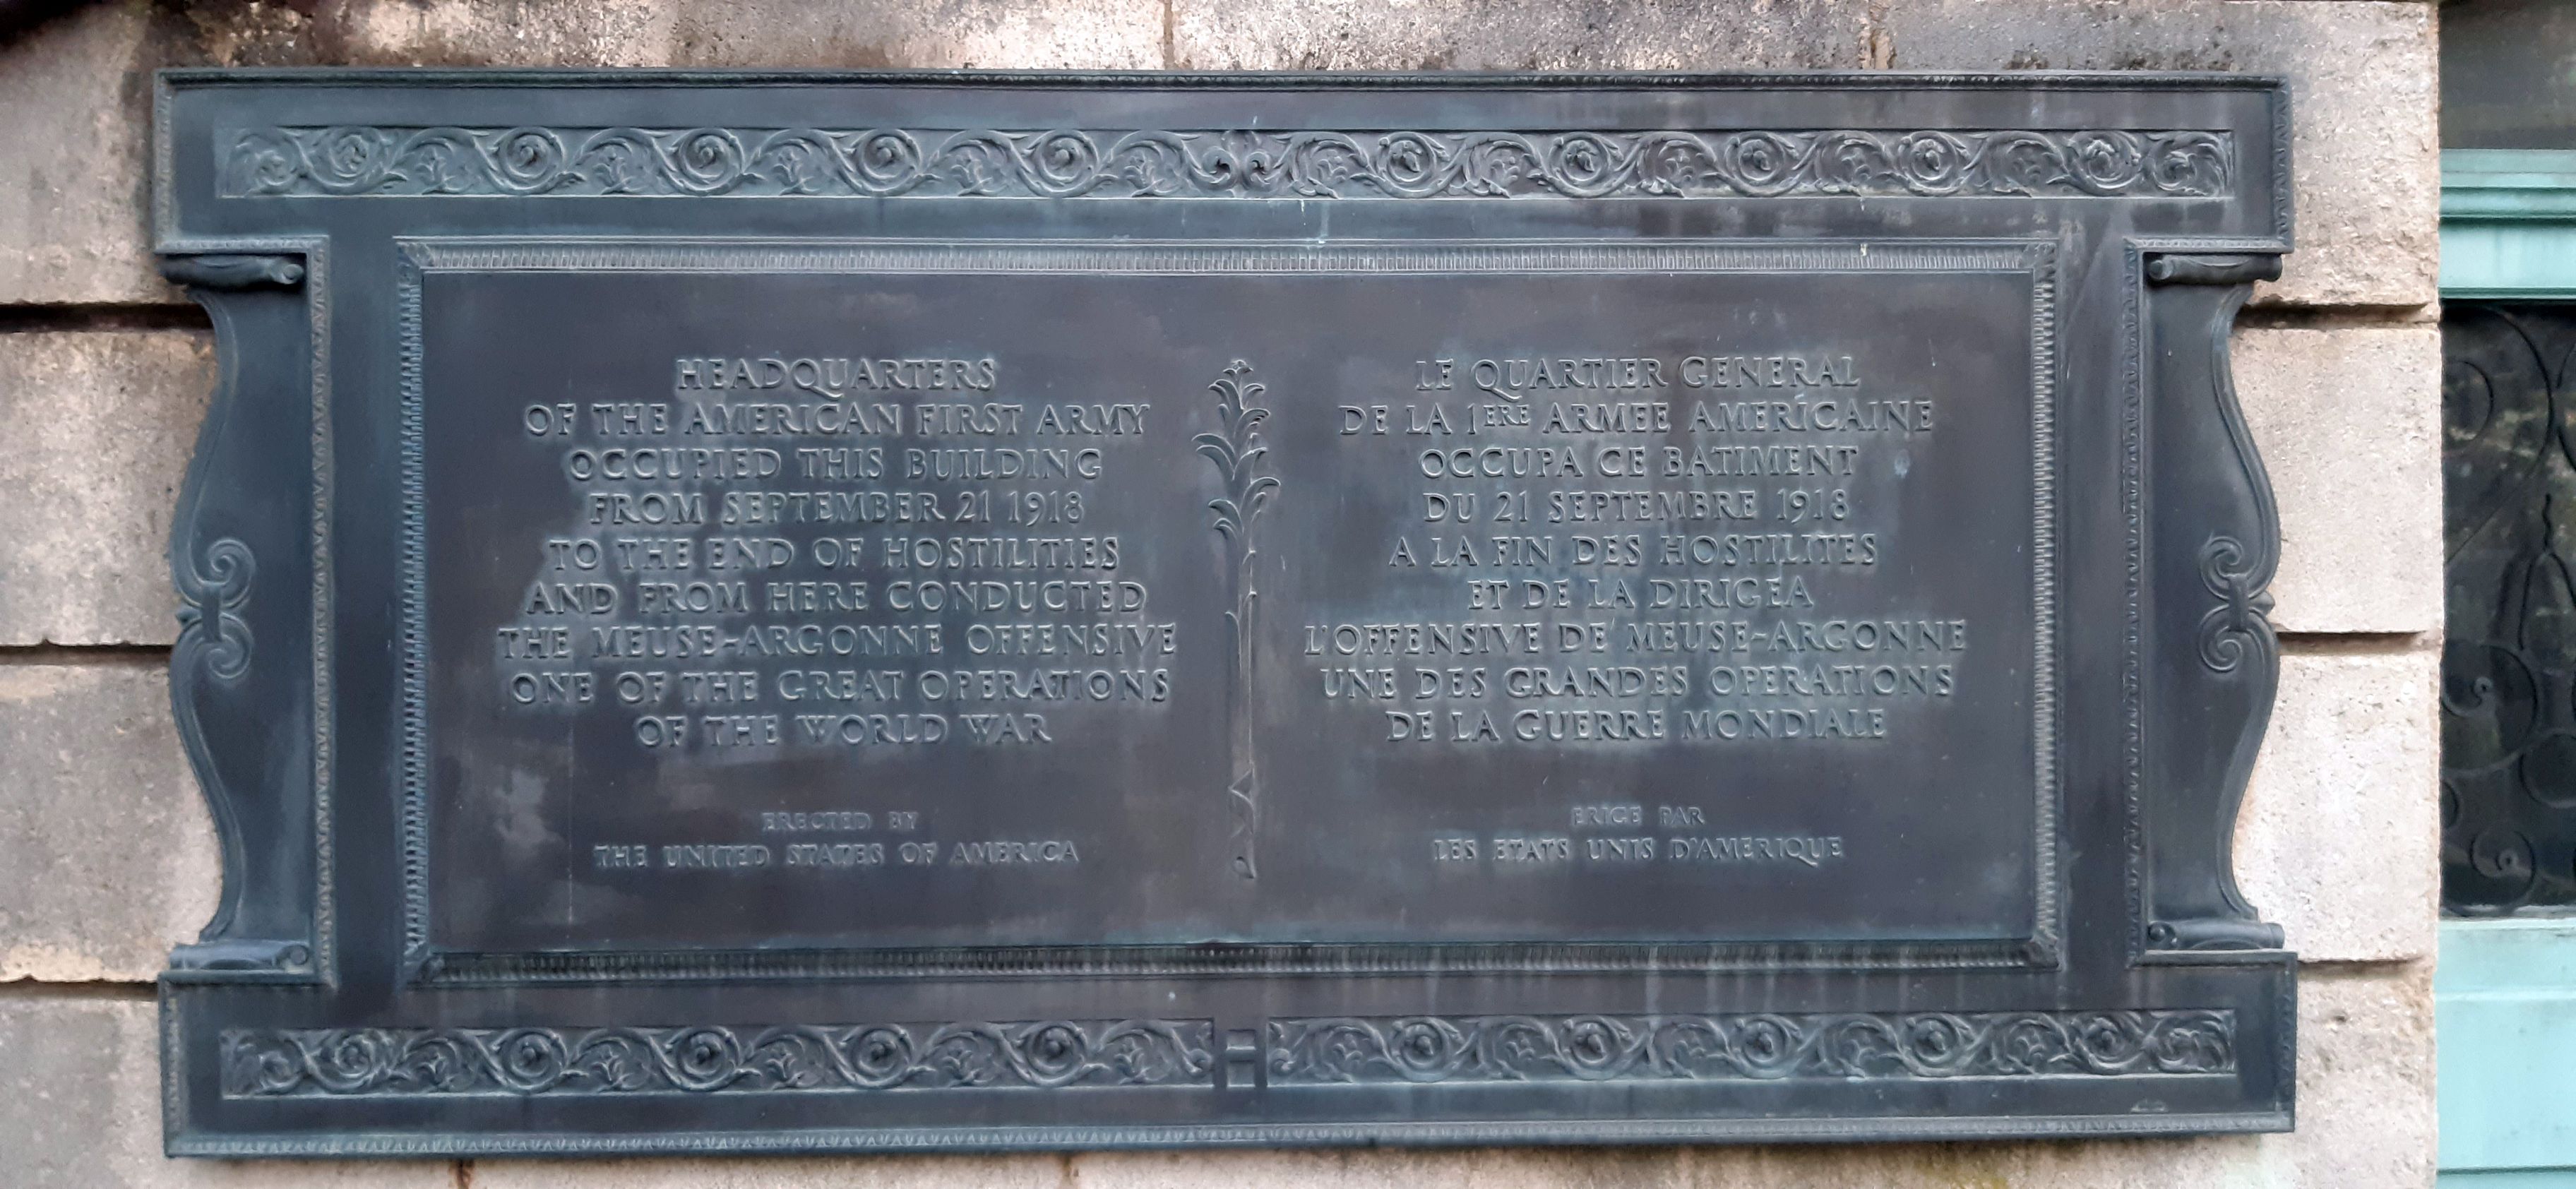 HEADQUARTERS
OF THE AMERICAN FIRST ARMY
OCCUPIED THIS BUILDING
FROM SEPTEMBER 21 1918
TO THE END OF HOSTILITIES
AND FROM HERE CONDUCTED
THE MEUSE-ARGONNE OFFENSIVE
ONE OF THE GREAT OPERATIONS
OF THE WORLD WAR
ERECTED BY
THE UNITED STATES OF AMERICA
LE QUARTIER GENERAL
DE LA 1ERE ARMEE AMERICAINE
OCCUPA CE BATIMENT
DU 21 SEPTEMBRE 1918
A LA FIN DES HOSTILITES
ET DE LA DIRIGEA
L'OFFENSIVE DE MEUSE-ARGONNE
UNE DES GRANDES OPERATIONS
DE LA GUERRE MONDIALE
ERIGE PAR
LES ETATS UNIS D'AMERIQUE